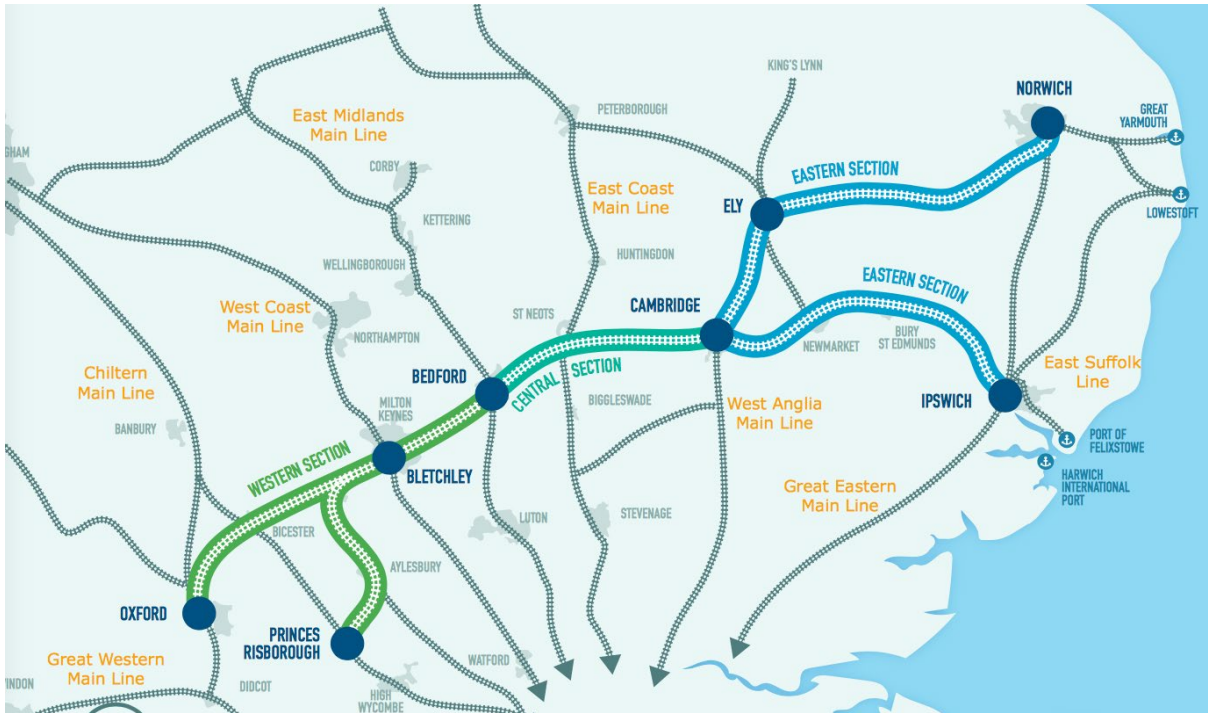 KING'S LYNN
NORWICH
GREAT
YARMOUTH
PETERBOROUGH
East Midlands
Main Line
GHAM
CORBY
EASTERN SECTION
East Coast
Main Line
ELY
LOWESTOFT
KETTERING
HUNTINGDON
WELLINGBOROUGH
EASTERN SECTION
West Coast
Main Line
ST NEOTS
CAMBRIDGE
NORTHAMPTON
NEWMARKET
BURY
ST EDMUNDS
Chiltern
Main Line
BEDFORD
CENTRAL SECTION
East Suffolk
Line
MILTON
KEYNES
BIGGLESWADE
West Anglia
Main Line
IPSWICH
BANBURY
WESTERN SECTION
BLETCHLEY
PORT OF
FELIXSTOWE
HARWICH
INTERNATIONAL
PORT
Great Eastern
Main Line
BICESTER
LUTON
STEVENAGE
AYLESBURY
OXFORD
PRINCES
RISBOROUGH
WATFORD
Great Western
Main Line
INDON
DIDCOT
HIGH
WYCOMBE